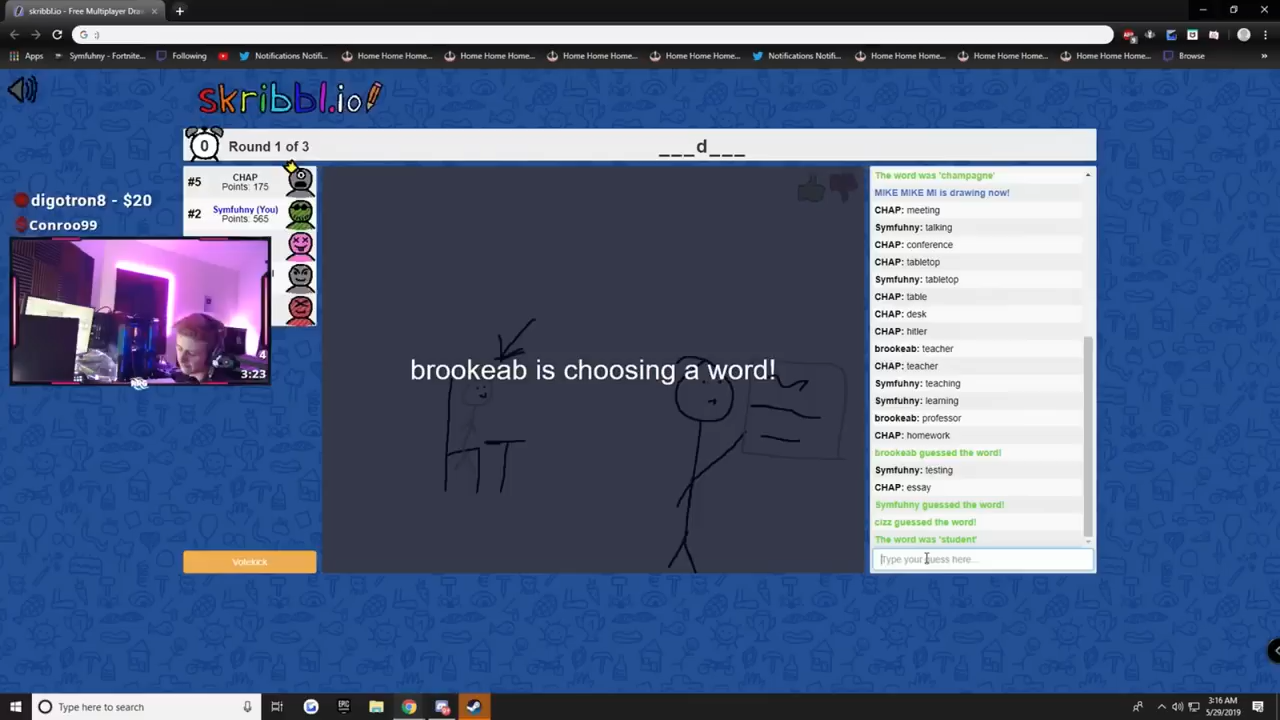 skribbl.io - Free Multiplayer Dra
:)
Apps
Symfuhny - Fortnite...
Following
Notifications Notifi...
Home Home Home...
Home Home Home...
Home Home Home...
Home Home Home...
Notifications Notifi...
Home Home Home...
Home Home Home...
Home Home Home...
Browse
skribbl.io
0
Round 1 of 3
___d___
#5
CHAP
Points: 175
#2
Symfuhny (You)
Points: 565
digotron8 - $20
Conroo99
3:23
Votekick
brookeab is choosing a word!
The word was 'champagne'
MIKE MIKE MI is drawing now!
CHAP: meeting
Symfuhny: talking
CHAP: conference
CHAP: tabletop
Symfuhny: tabletop
CHAP: table
CHAP: desk
CHAP: hitler
brookeab: teacher
CHAP: teacher
Symfuhny: teaching
Symfuhny: learning
brookeab: professor
CHAP: homework
brookeab guessed the word!
Symfuhny: testing
CHAP: essay
Symfuhny guessed the word!
cizz guessed the word!
The word was 'student'
Type your guess here...
Type here to search
3:16 AM
5/29/2019